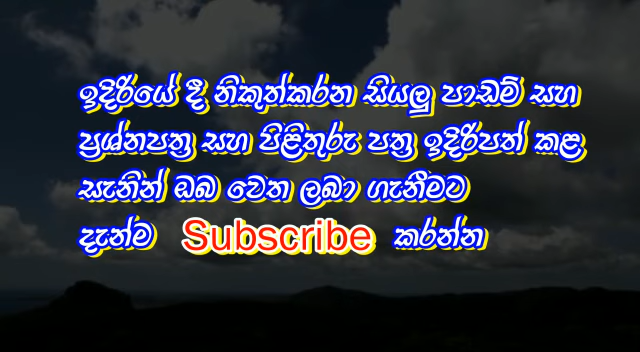 ඉදිරියේ දී නිකුත්කරන සියලු පාඩම් සහ
ප්‍රශ්නපත්‍ර සහ පිළිතුරු පත්‍ර ඉදිරිපත් කළ
සැනින් ඔබ වෙත ලබා ගැනීමට
දැන්ම Subscribe කරන්න